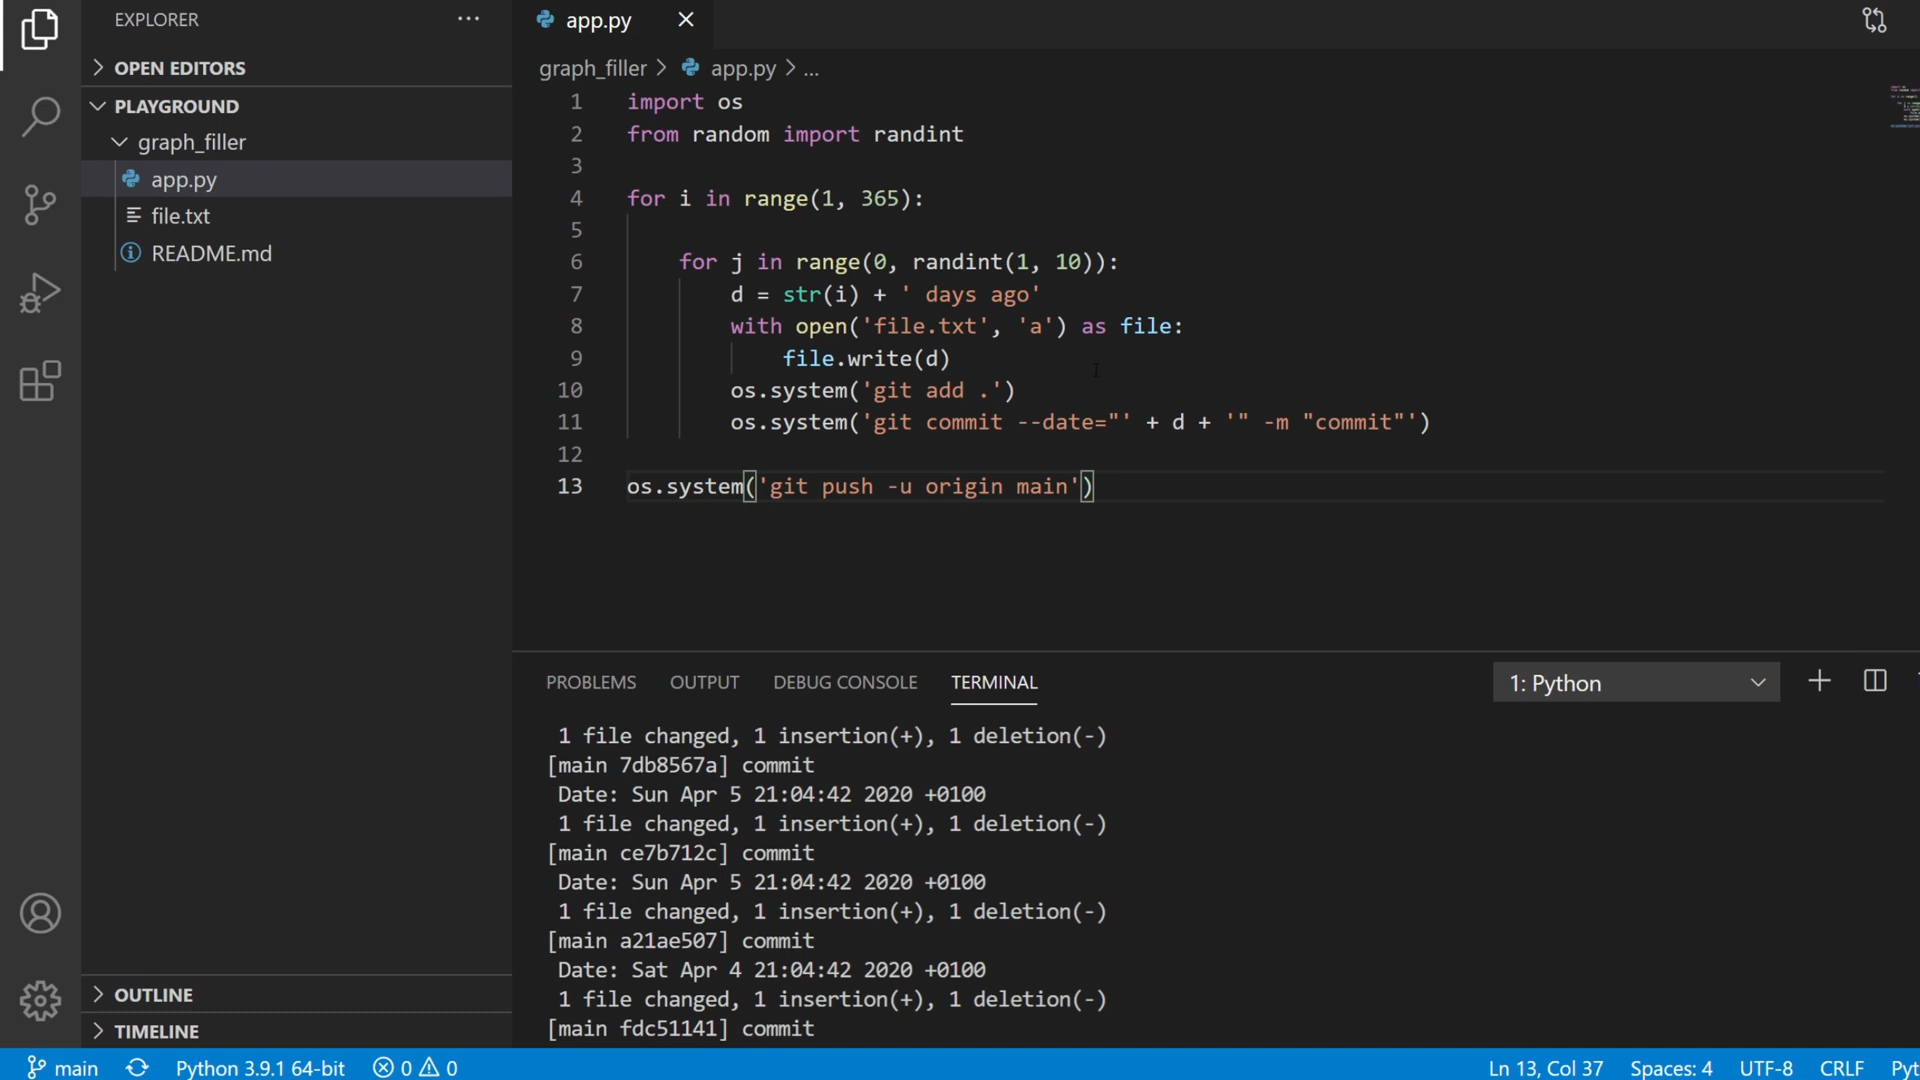 EXPLORER
OPEN EDITORS
PLAYGROUND
graph_filler
app.py
file.txt
README.md
OUTLINE
TIMELINE
app.py
graph_filler > app.py > ...
1 import os
2 from random import randint
3
4 for i in range(1, 365):
5
6 for j in range(0, randint(1, 10)):
7 d = str(i) + ' days ago'
8 with open('file.txt', 'a') as file:
9 file.write(d)
10 os.system('git add .')
11 os.system('git commit --date="' + d + '" -m "commit"')
12
13 os.system('git push -u origin main')
PROBLEMS OUTPUT DEBUG CONSOLE TERMINAL 1: Python
1 file changed, 1 insertion(+), 1 deletion(-)
[main 7db8567a] commit
Date: Sun Apr 5 21:04:42 2020 +0100
1 file changed, 1 insertion(+), 1 deletion(-)
[main ce7b712c] commit
Date: Sun Apr 5 21:04:42 2020 +0100
1 file changed, 1 insertion(+), 1 deletion(-)
[main a21ae507] commit
Date: Sat Apr 4 21:04:42 2020 +0100
1 file changed, 1 insertion(+), 1 deletion(-)
[main fdc51141] commit
main Python 3.9.1 64-bit 0 0 Ln 13, Col 37 Spaces: 4 UTF-8 CRLF Pyt